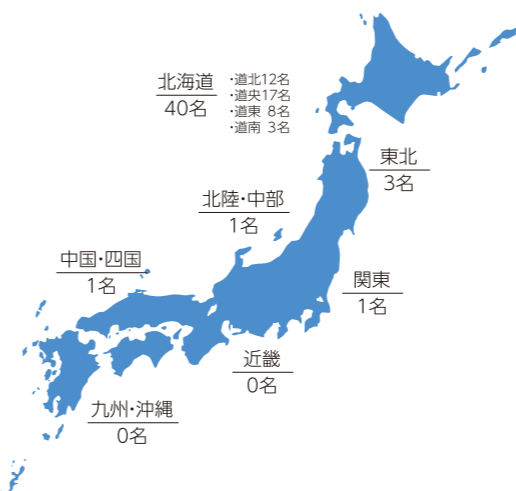 北海道
40名
・道北12名
・道央17名
・道東 8名
・道南 3名
東北
3名
北陸・中部
1名
中国・四国
1名
関東
1名
近畿
0名
九州・沖縄
0名